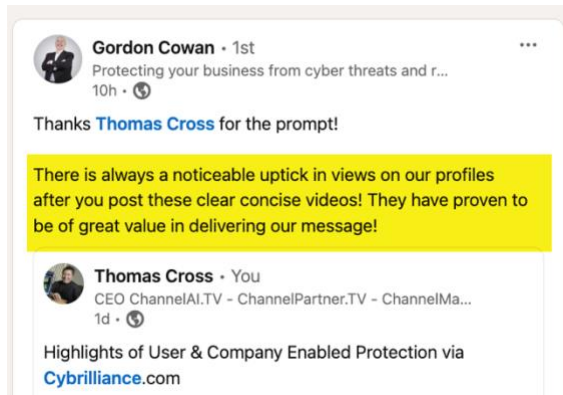 Gordon Cowan • 1st
Protecting your business from cyber threats and r...
10h •
Thanks Thomas Cross for the prompt!
There is always a noticeable uptick in views on our profiles
after you post these clear concise videos! They have proven to
be of great value in delivering our message!
Thomas Cross • You
CEO ChannelAI.TV - ChannelPartner.TV - ChannelMa...
1d •
Highlights of User & Company Enabled Protection via
Cybrilliance.com